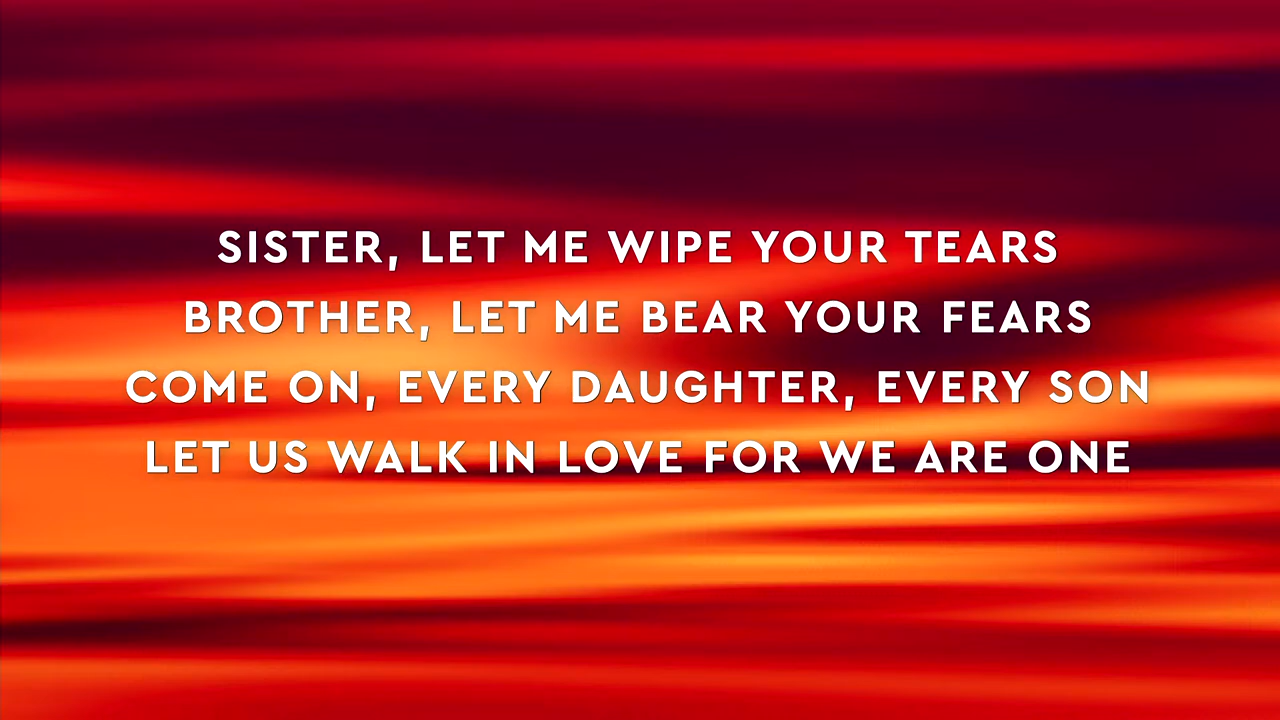 SISTER, LET ME WIPE YOUR TEARS
BROTHER, LET ME BEAR YOUR FEARS
COME ON, EVERY DAUGHTER, EVERY SON
LET US WALK IN LOVE FOR WE ARE ONE